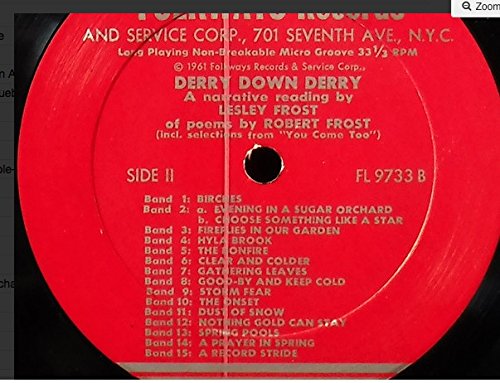 Zoom
FOLKWAYS Records
AND SERVICE CORP., 701 SEVENTH AVE., N.Y.C.
Long Playing Non-Breakable Micro Groove 33 1/3 RPM
© 1961 Folkways Records & Service Corp.,
DERRY DOWN DERRY
A narrative reading by
LESLEY FROST
of poems by ROBERT FROST
(incl. selections from "You Come Too")
SIDE II
FL 9733 B
Band 1: BIRCHES
Band 2: a. EVENING IN A SUGAR ORCHARD
b. CHOOSE SOMETHING LIKE A STAR
Band 3: FIREFLIES IN OUR GARDEN
Band 4: HYLA BROOK
Band 5: THE BONFIRE
Band 6: CLEAR AND COLDER
Band 7: GATHERING LEAVES
Band 8: GOOD-BY AND KEEP COLD
Band 9: STORM FEAR
Band 10: THE ONSET
Band 11: DUST OF SNOW
Band 12: NOTHING GOLD CAN STAY
Band 13: SPRING POOLS
Band 14: A PRAYER IN SPRING
Band 15: A RECORD STRIDE